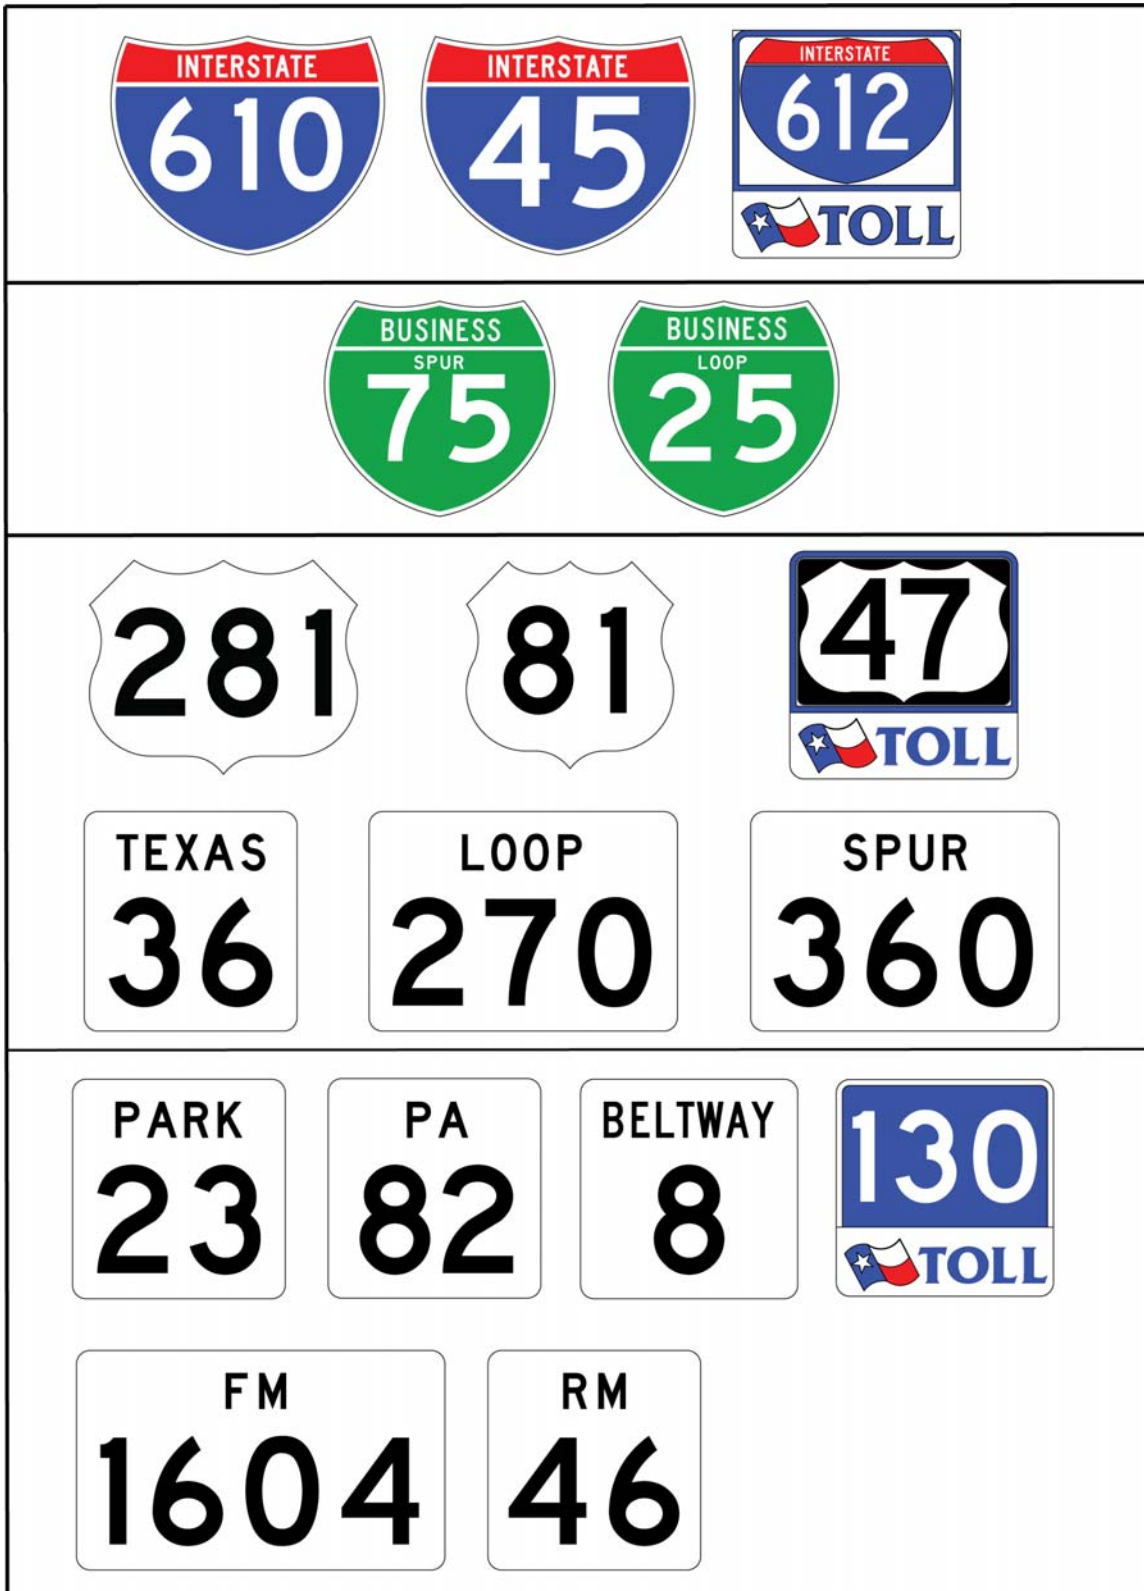 INTERSTATE
610
INTERSTATE
45
INTERSTATE
612
TOLL
BUSINESS
SPUR
75
BUSINESS
LOOP
25
281
81
47
TOLL
TEXAS
36
LOOP
270
SPUR
360
PARK
23
PA
82
BELTWAY
8
130
TOLL
FM
1604
RM
46